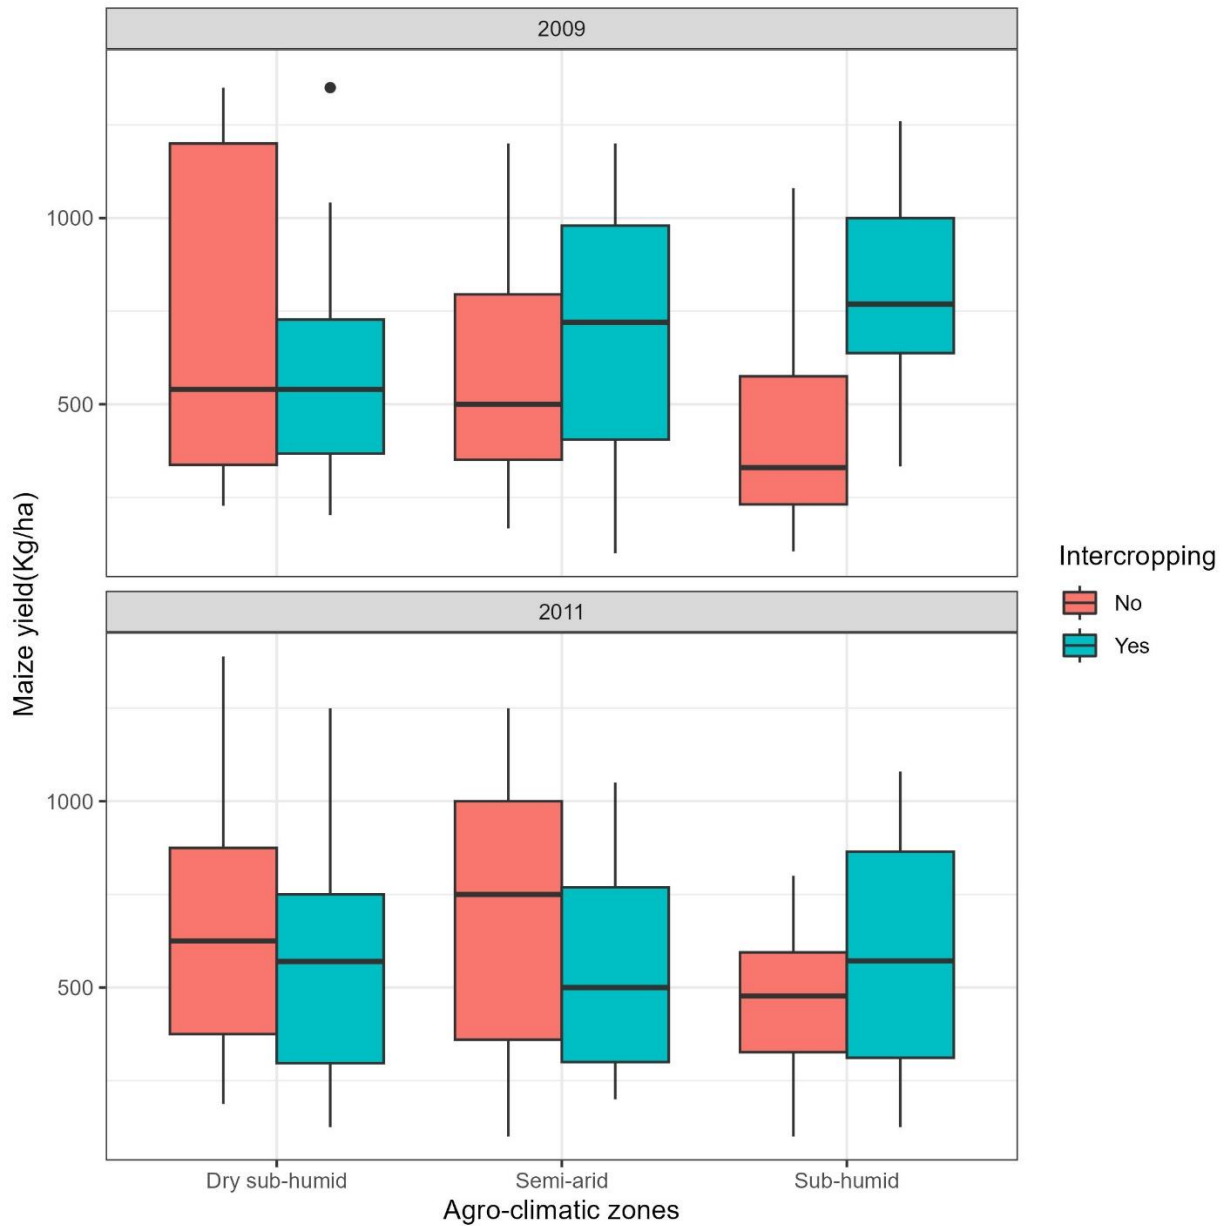 2009
1000
500
Maize yield(Kg/ha)
2011
1000
500
Dry sub-humid
Semi-arid
Sub-humid
Agro-climatic zones
Intercropping
No
Yes